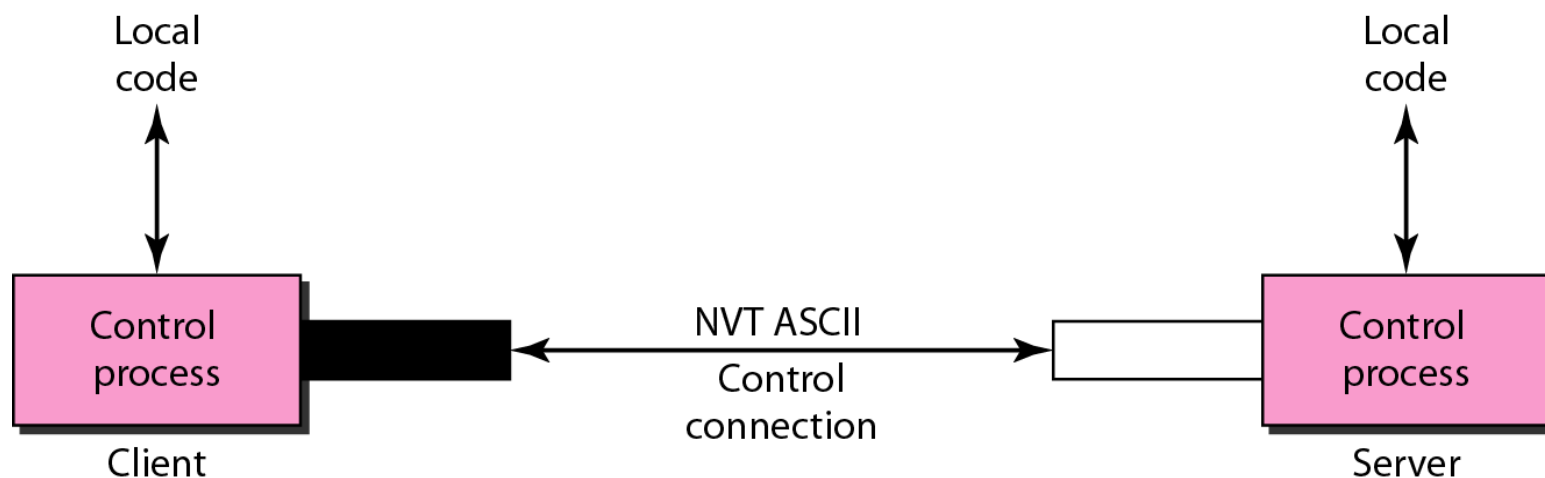 Local
code
Local
code
Control
process
NVT ASCII
Control
connection
Control
process
Client
Server